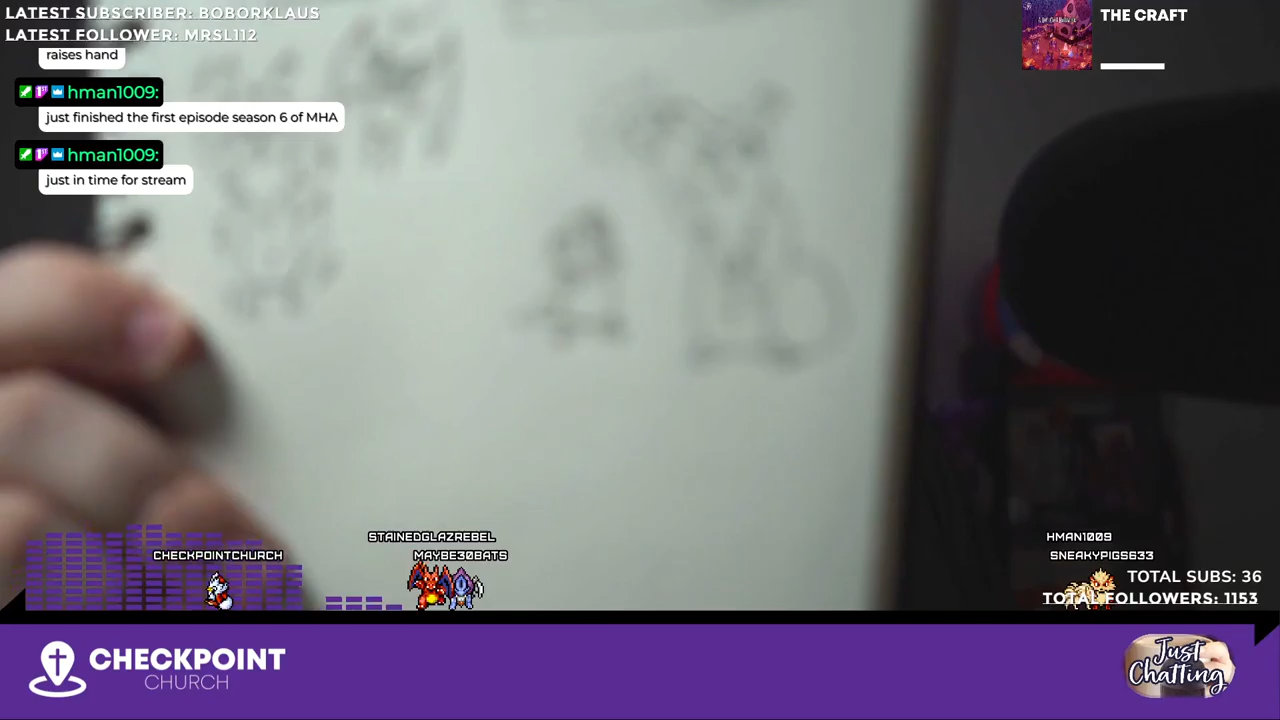 LATEST SUBSCRIBER: BOBORKLAUS
LATEST FOLLOWER: MRSL112
raises hand
hman1009:
just finished the first episode season 6 of MHA
hman1009:
just in time for stream
THE CRAFT
STAINEDGLAZREBEL
CHECKPOINTCHURCH
MAYBE30BATS
HMAN1009
SNEAKYPIGS633
TOTAL SUBS: 36
TOTAL FOLLOWERS: 1153
CHECKPOINT
CHURCH
Just
Chatting